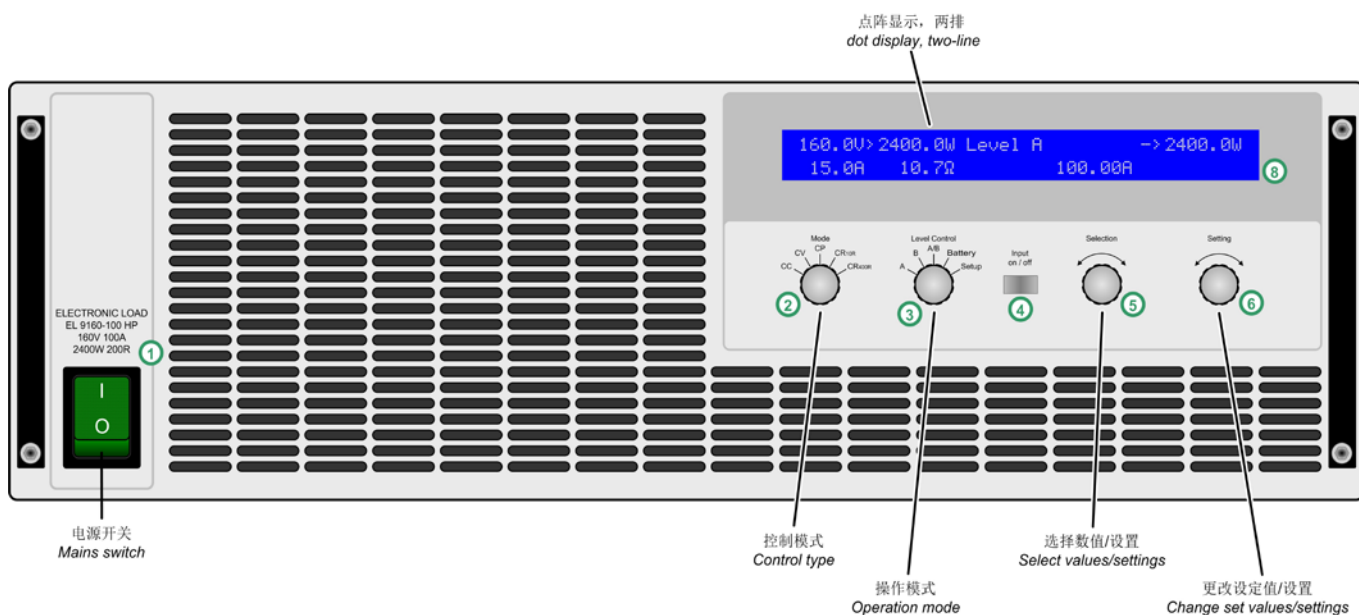 点阵显示，两排
dot display, two-line
160.0V>2400.0W Level A ->2400.0W
15.0A 10.7Ω 100.00A
8
Mode
CC CV CP CR10R CR400R
2
Level Control
A B A/B Battery Setup
3
Input
on / off
4
Selection
5
Setting
6
ELECTRONIC LOAD
EL 9160-100 HP
160V 100A
2400W 200R
1
I
O
电源开关
Mains switch
控制模式
Control type
操作模式
Operation mode
选择数值/设置
Select values/settings
更改设定值/设置
Change set values/settings